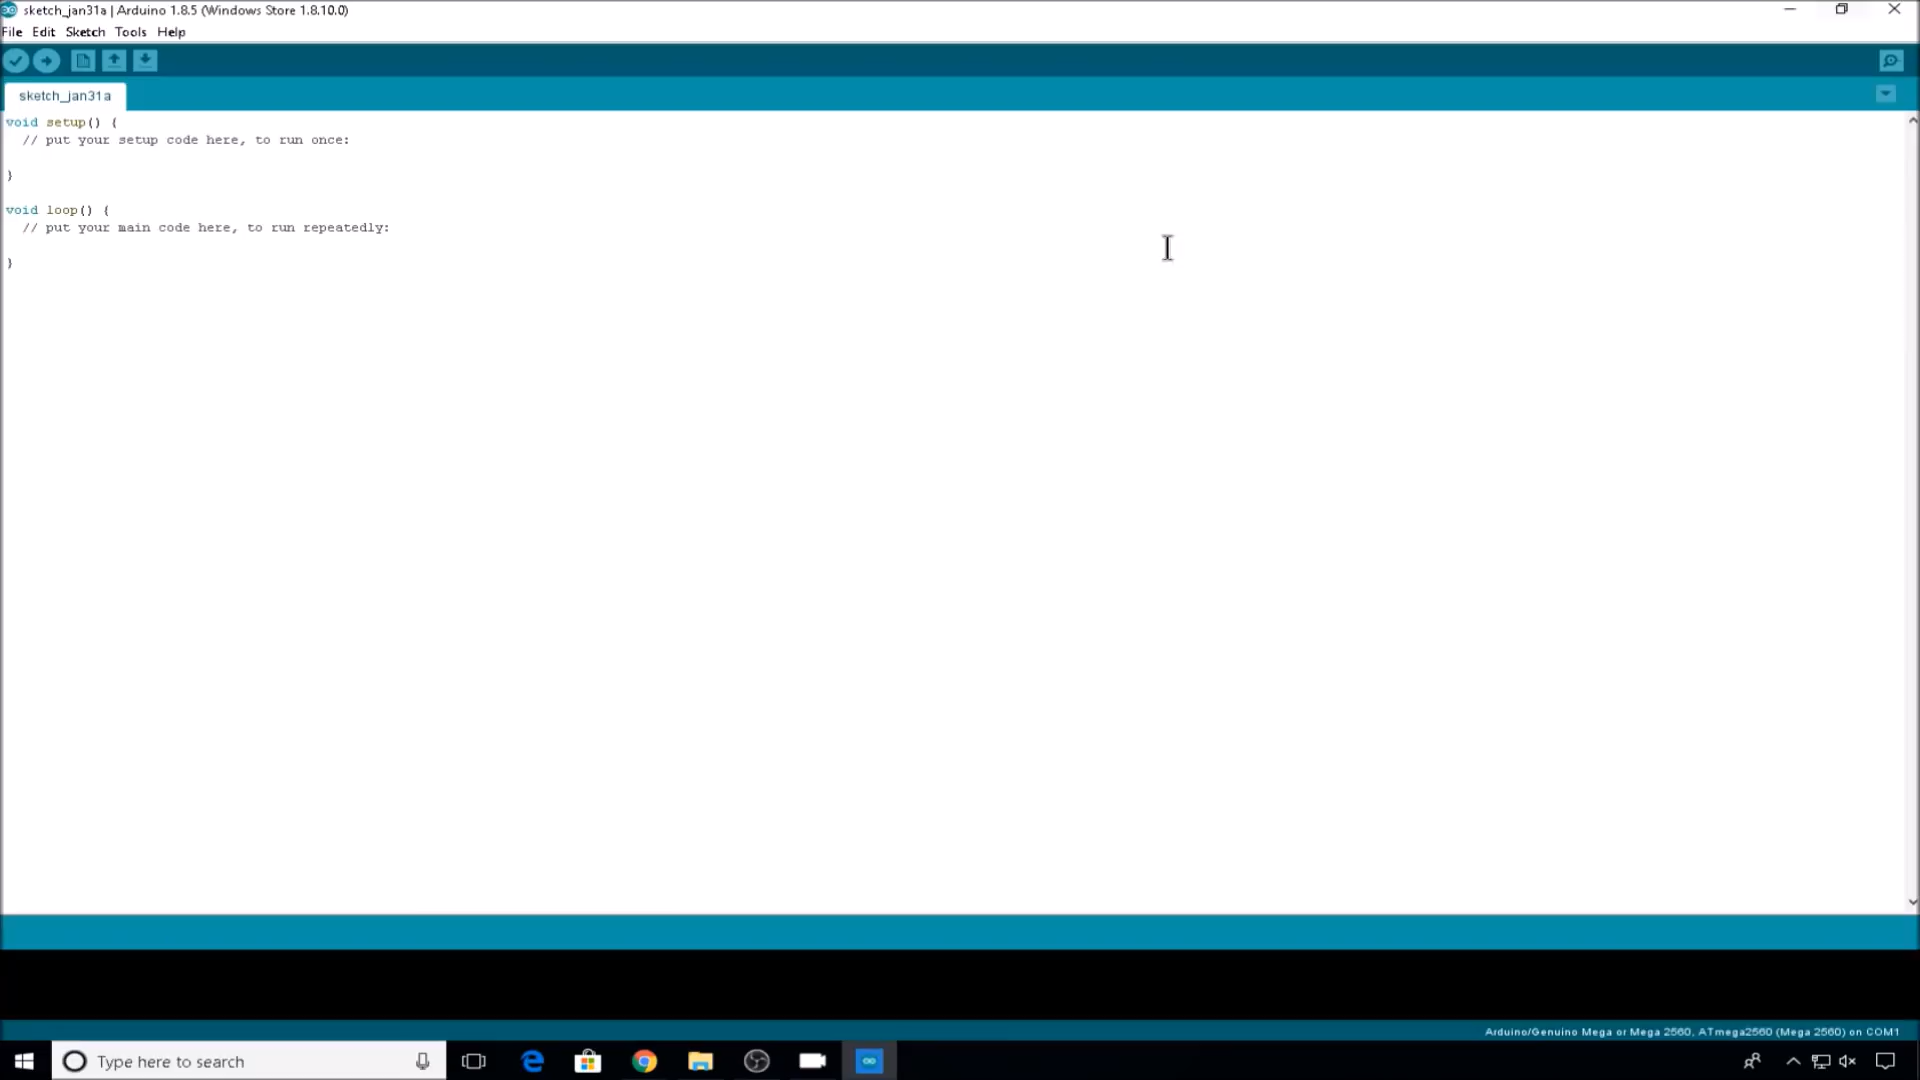 sketch_jan31a | Arduino 1.8.5 (Windows Store 1.8.10.0)
File Edit Sketch Tools Help
sketch_jan31a
void setup() {
  // put your setup code here, to run once:
}
void loop() {
  // put your main code here, to run repeatedly:
}
Arduino/Genuino Mega or Mega 2560, ATmega2560 (Mega 2560) on COM1
Type here to search